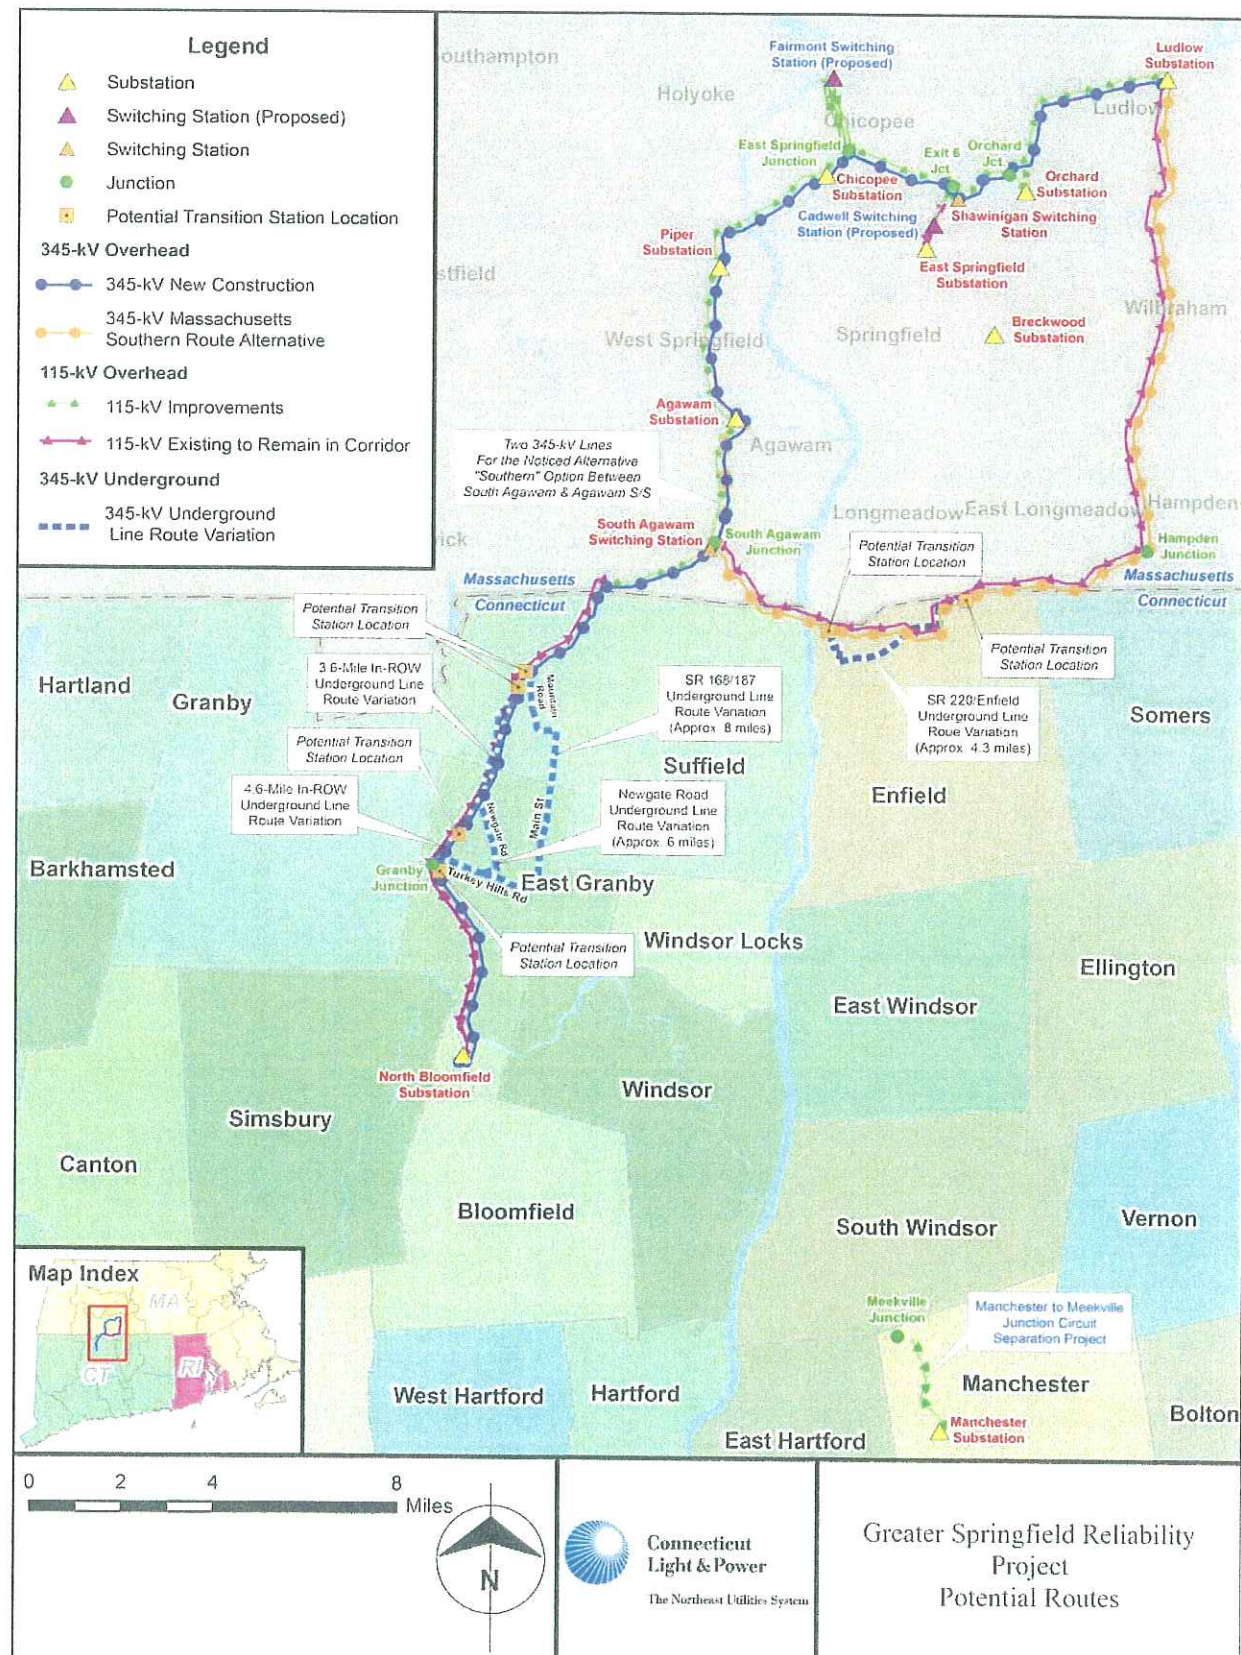 Legend
Substation
Switching Station (Proposed)
Switching Station
Junction
Potential Transition Station Location
345-kV Overhead
345-kV New Construction
345-kV Massachusetts
Southern Route Alternative
115-kV Overhead
115-kV Improvements
115-kV Existing to Remain in Corridor
345-kV Underground
345-kV Underground
Line Route Variation
outhampton
Holyoke
Fairmont Switching
Station (Proposed)
Chicopee
Ludlow
Substation
Ludlow
East Springfield
Junction
Exit 6
Jct.
Orchard
Jct.
Chicopee
Substation
Orchard
Substation
Cadwell Switching
Station (Proposed)
Shawinigan Switching
Station
Piper
Substation
East Springfield
Substation
stfield
West Springfield
Springfield
Breckwood
Substation
Wilbraham
Agawam
Substation
Agawam
Two 345-kV Lines
For the Noticed Alternative
"Southern" Option Between
South Agawam & Agawam S/S
South Agawam
Switching Station
South Agawam
Junction
Longmeadow
East Longmeadow
Hampden
wick
Potential Transition
Station Location
Hampden
Junction
Massachusetts
Connecticut
Massachusetts
Connecticut
Potential Transition
Station Location
Potential Transition
Station Location
3.6-Mile In-ROW
Underground Line
Route Variation
Mountain
Road
SR 168/187
Underground Line
Route Variation
(Approx. 8 miles)
SR 220/Enfield
Underground Line
Roue Variation
(Approx. 4.3 miles)
Hartland
Granby
Somers
Potential Transition
Station Location
Suffield
Enfield
4.6-Mile In-ROW
Underground Line
Route Variation
Newgate Rd
Main St
Newgate Road
Underground Line
Route Variation
(Approx. 6 miles)
Barkhamsted
Granby
Junction
Turkey Hills Rd
East Granby
Potential Transition
Station Location
Windsor Locks
Ellington
East Windsor
North Bloomfield
Substation
Windsor
Simsbury
Canton
Bloomfield
South Windsor
Vernon
Map Index
MA
CT
RI
Meekville
Junction
Manchester to Meekville
Junction Circuit
Separation Project
West Hartford
Hartford
Manchester
Bolton
East Hartford
Manchester
Substation
0 2 4 8
Miles
N
Connecticut
Light & Power
The Northeast Utilities System
Greater Springfield Reliability
Project
Potential Routes